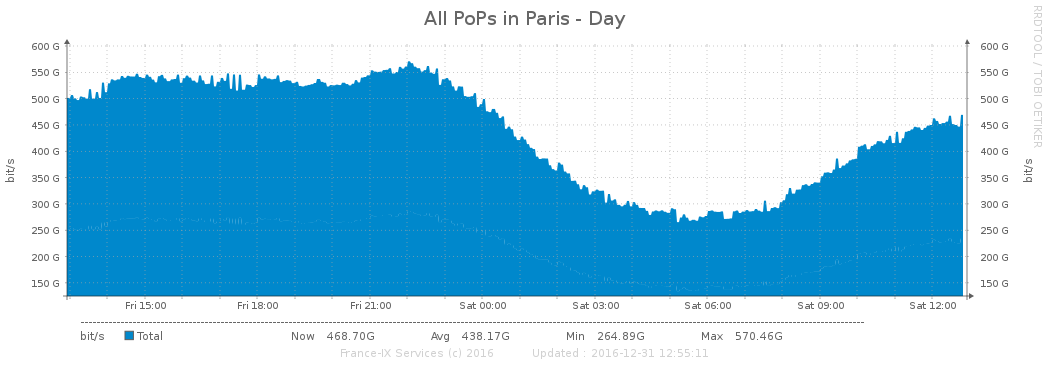 All PoPs in Paris - Day
RRDTOOL / TOBI OETIKER
600 G 600 G
550 G 550 G
500 G 500 G
450 G 450 G
400 G 400 G
350 G 350 G
300 G 300 G
250 G 250 G
200 G 200 G
150 G 150 G
bit/s bit/s
Fri 15:00 Fri 18:00 Fri 21:00 Sat 00:00 Sat 03:00 Sat 06:00 Sat 09:00 Sat 12:00
bit/s Total Now 468.70G Avg 438.17G Min 264.89G Max 570.46G
France-IX Services (c) 2016 Updated : 2016-12-31 12:55:11